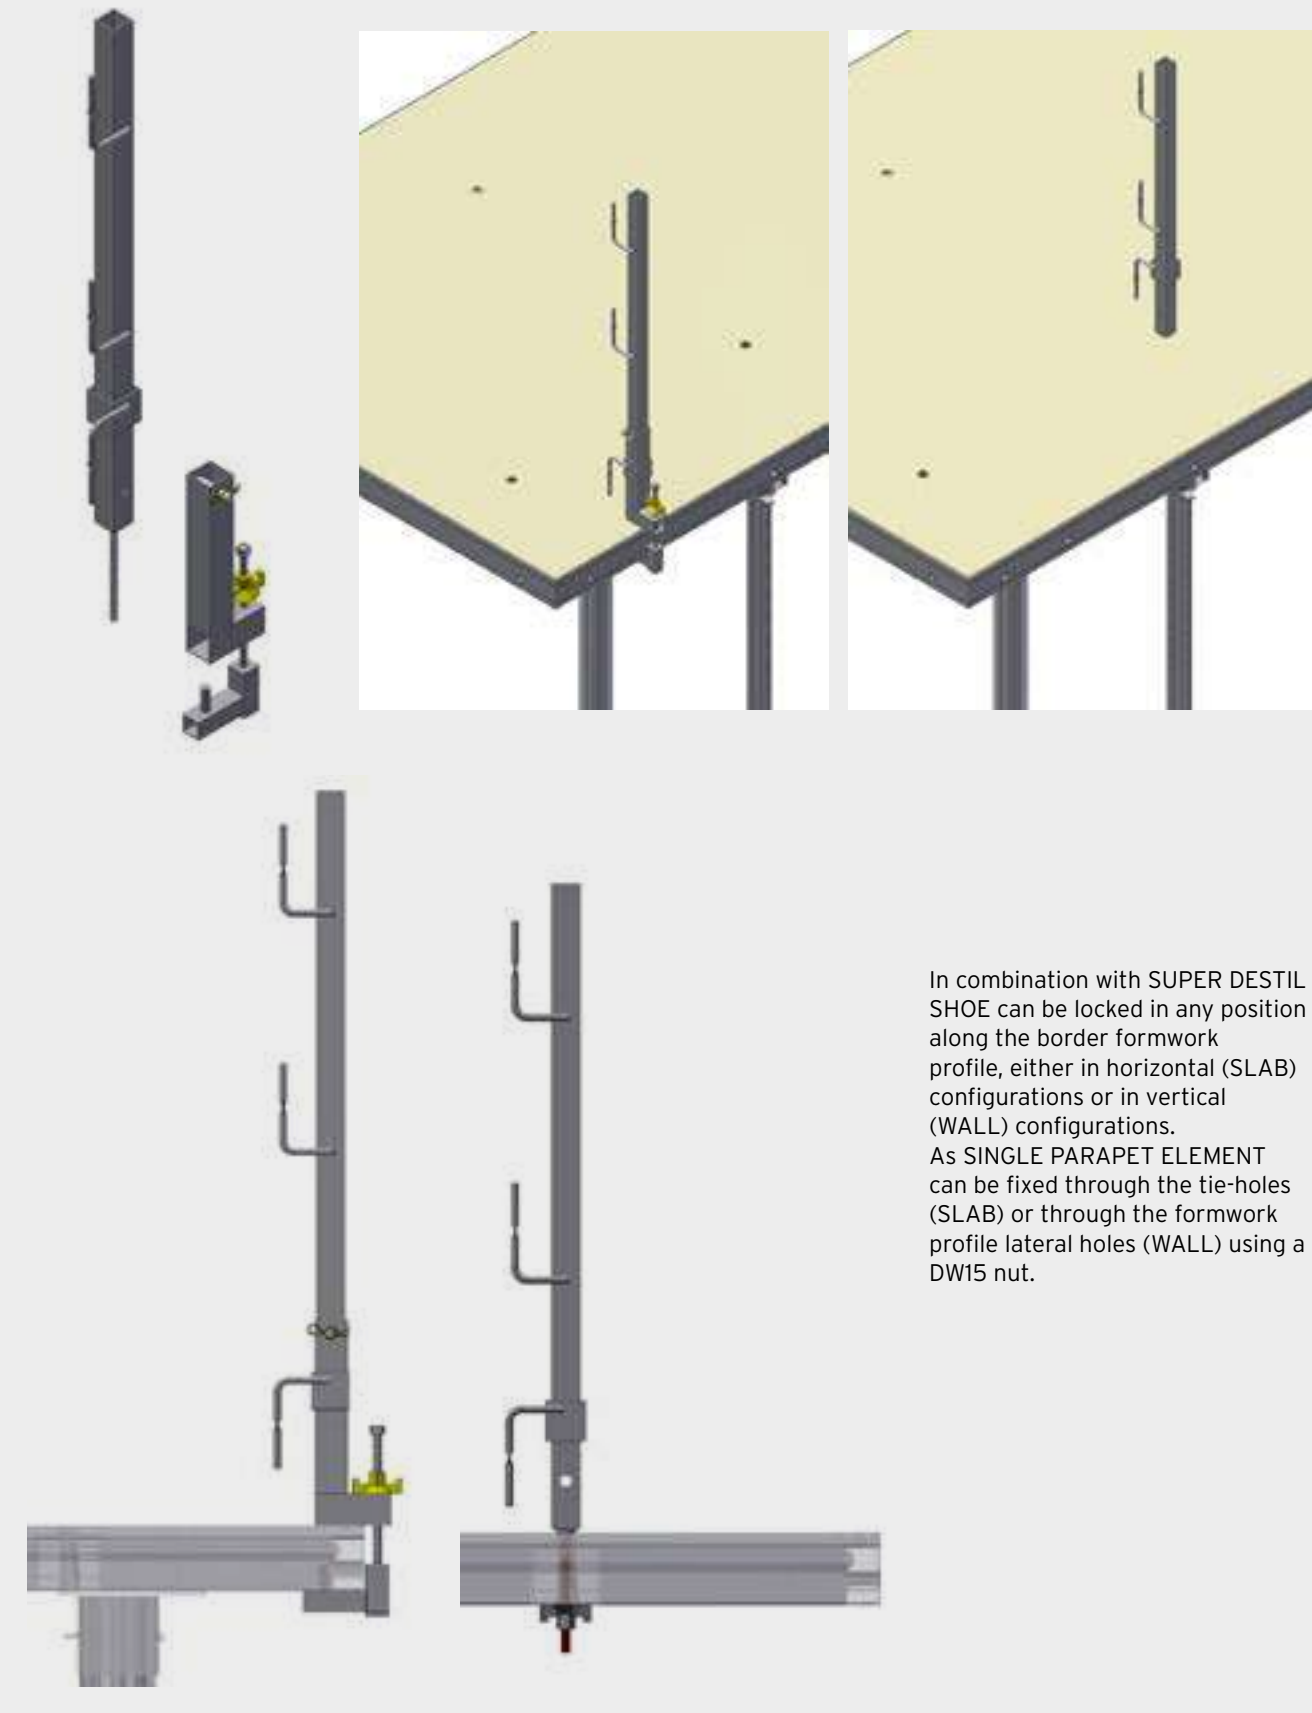 In combination with SUPER DESTIL
SHOE can be locked in any position
along the border formwork
profile, either in horizontal (SLAB)
configurations or in vertical
(WALL) configurations.
As SINGLE PARAPET ELEMENT
can be fixed through the tie-holes
(SLAB) or through the formwork
profile lateral holes (WALL) using a
DW15 nut.